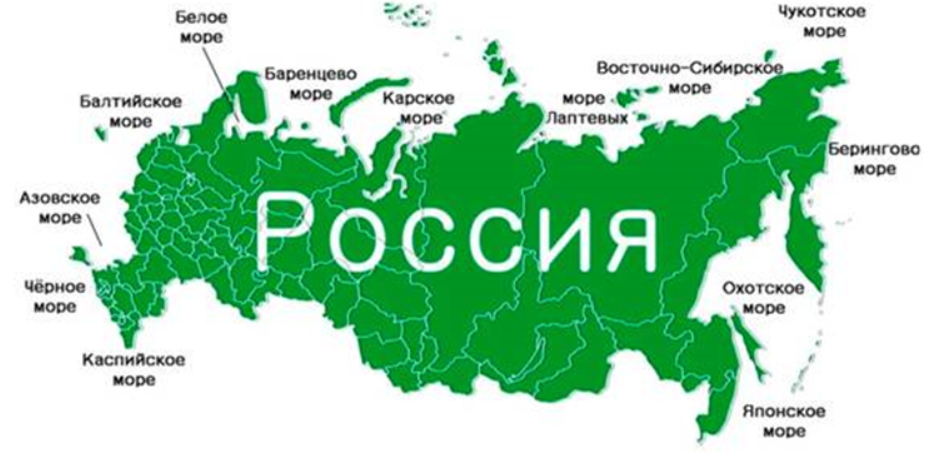 Белое
море
Чукотское
море
Баренцево
море
Восточно-Сибирское
море
Карское
море
море
Лаптевых
Балтийское
море
Берингово
море
Азовское
море
Россия
Чёрное
море
Охотское
море
Каспийское
море
Японское
море